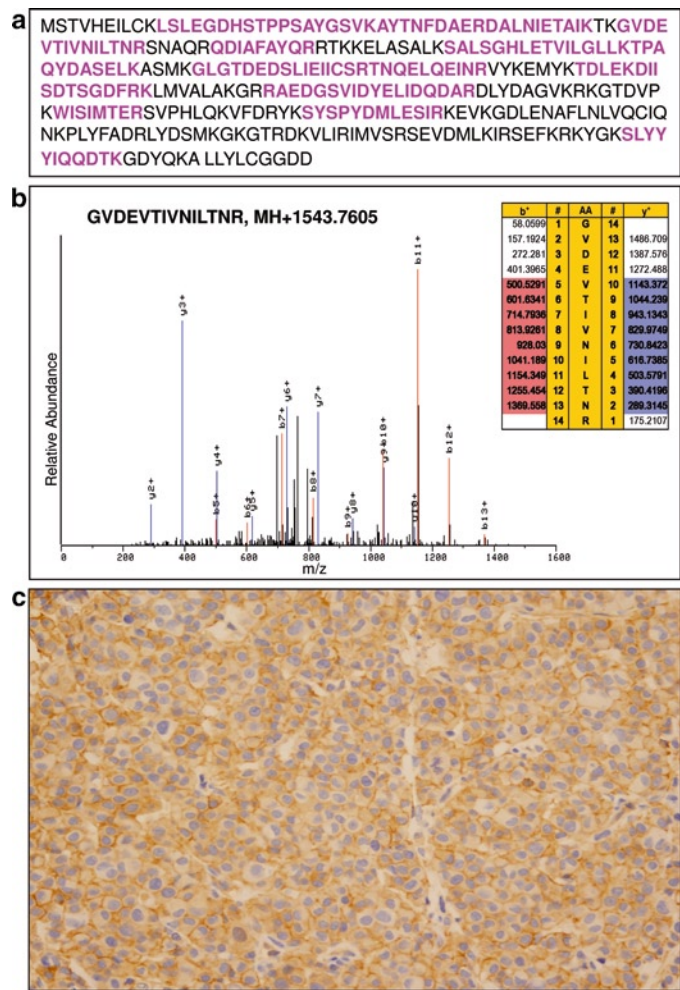 a
MSTVHEILCKLSLEGDHSTPPSAYGSVKAYTNFDAERDALNIETAIKTKGVDE
VTIVNILTNRSNAQRQDIAFAYQRRTKKELASALKSALSGHLETVILGLLKTPA
QYDASELKASMKGLGTDEDSLIEIICSRTNQELQEINRVYKEMYKTDLEKDII
SDTSGDFRKLMVALAKGRRAEDGSVIDYELIDQDARDLYDAGVKRKGTDVP
KWISIMTERSVPHLQKVFDRYKSYSPYDMLESIRKEVKGDLENAFLNLVQCIQ
NKPLYFADRLYDSMKGKGTRDKVLIRIMVSRSEVDMLKIRSEFKRKYGKSLYY
YIQQDTKGDYQKA LLYLCGGDD
b
GVDEVTIVNILTNR, MH+1543.7605
b+ # AA # y+
58.0599 1 G 14
157.1924 2 V 13 1486.709
272.281 3 D 12 1387.576
401.3965 4 E 11 1272.488
500.5291 5 V 10 1143.372
601.6341 6 T 9 1044.239
714.7936 7 I 8 943.1343
813.9261 8 V 7 829.9749
928.03 9 N 6 730.8423
1041.189 10 I 5 616.7385
1154.349 11 L 4 503.5791
1255.454 12 T 3 390.4196
1369.558 13 N 2 289.3145
14 R 1 175.2107
Relative Abundance
y2+
y3+
y4+
b5+
b6+
y5+
b7+
y6+
b8+
y7+
b9+
y8+
b10+
y9+
y10+
b11+
b12+
b13+
0 200 400 600 800 1000 1200 1400 1600
m/z
c